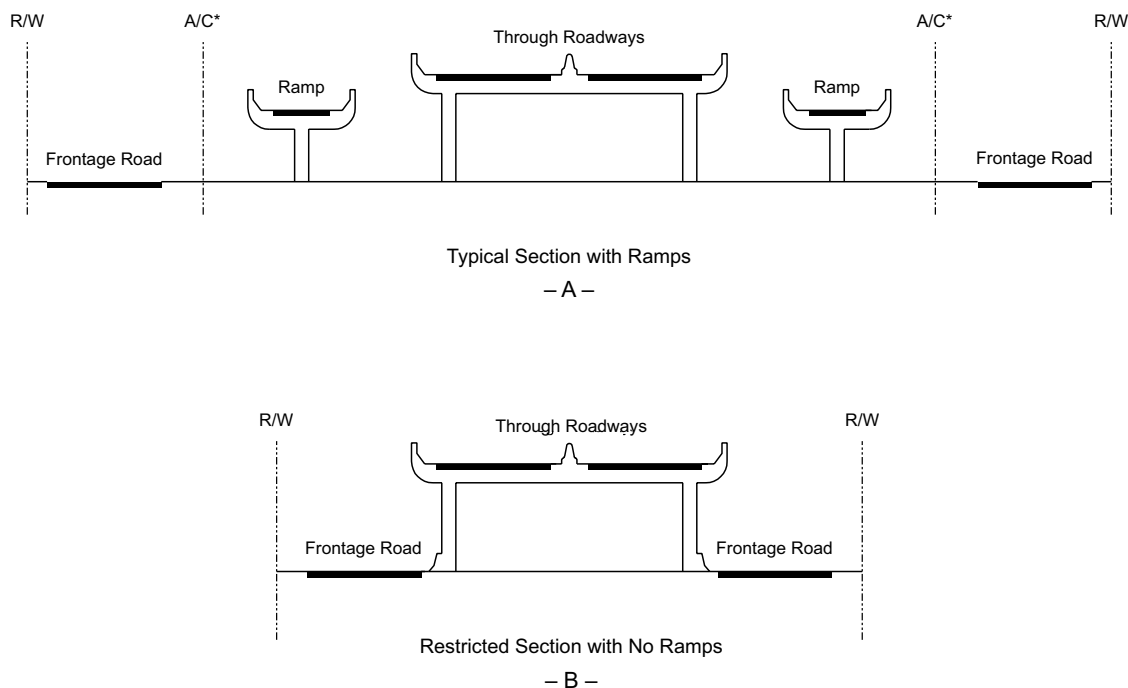 R/W
A/C*
Through Roadways
A/C*
R/W
Ramp
Ramp
Frontage Road
Frontage Road
Typical Section with Ramps
– A –
R/W
Through Roadways
R/W
Frontage Road
Frontage Road
Restricted Section with No Ramps
– B –